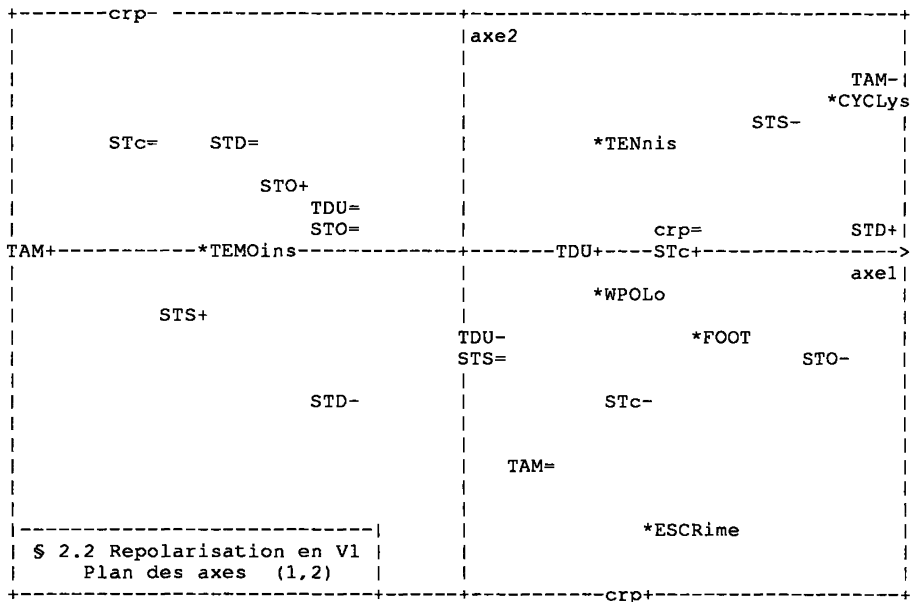 crp-
axe2
TAM-
*CYCLys
STS-
STc= STD= *TENnis
STO+
TDU=
STO= crp= STD+
TAM+ *TEMOins TDU+ STc+
axe1
*WPOLo
STS+
TDU- *FOOT
STS= STO-
STD- STc-
TAM=
*ESCRime
§ 2.2 Repolarisation en V1
Plan des axes (1,2)
crp+